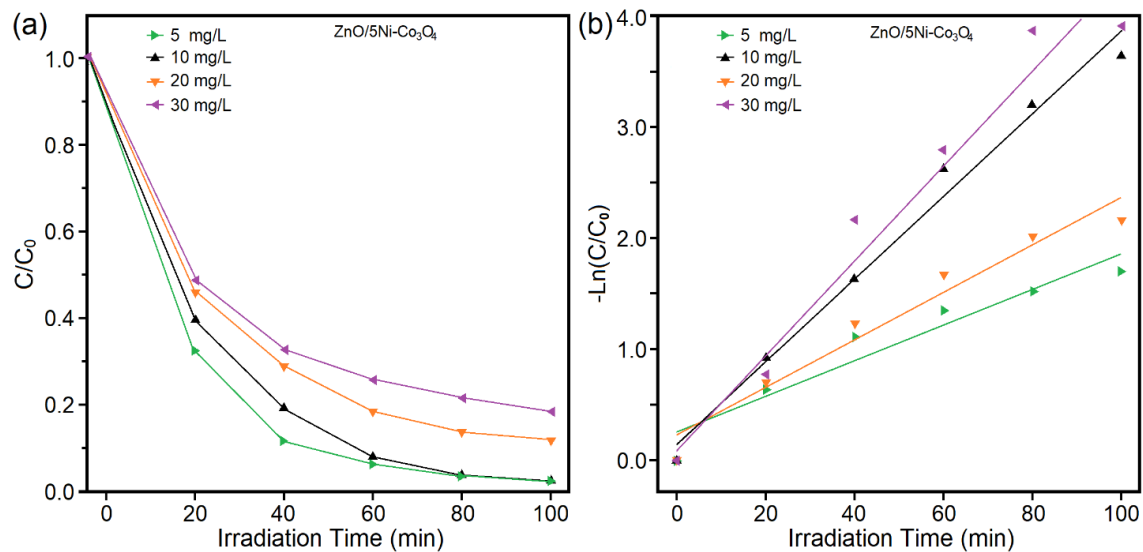 (a)
ZnO/5Ni-Co₃O₄
5 mg/L
10 mg/L
20 mg/L
30 mg/L
1.0
0.8
0.6
0.4
0.2
0.0
C/C₀
0 20 40 60 80 100
Irradiation Time (min)
(b)
ZnO/5Ni-Co₃O₄
5 mg/L
10 mg/L
20 mg/L
30 mg/L
4.0
3.0
2.0
1.0
0.0
-Ln(C/C₀)
0 20 40 60 80 100
Irradiation Time (min)